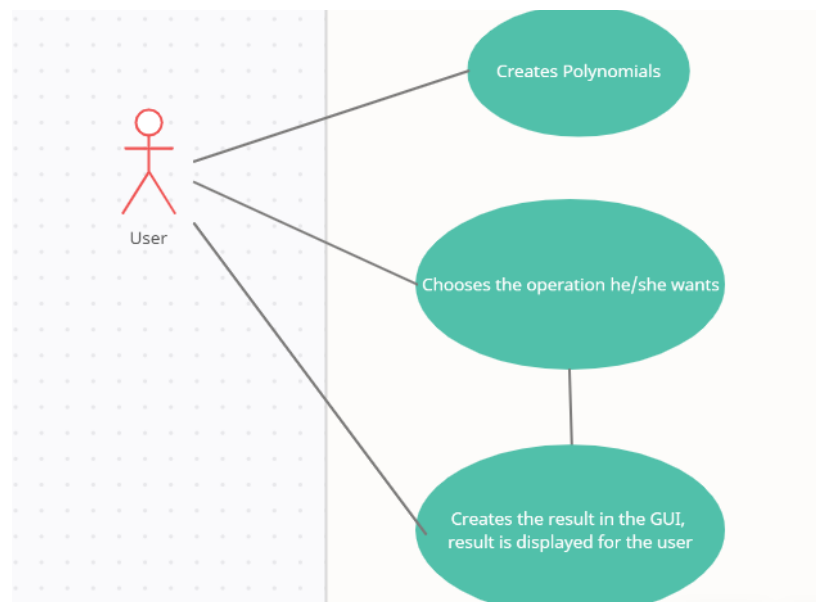 Creates Polynomials
User
Chooses the operation he/she wants
Creates the result in the GUI,
result is displayed for the user